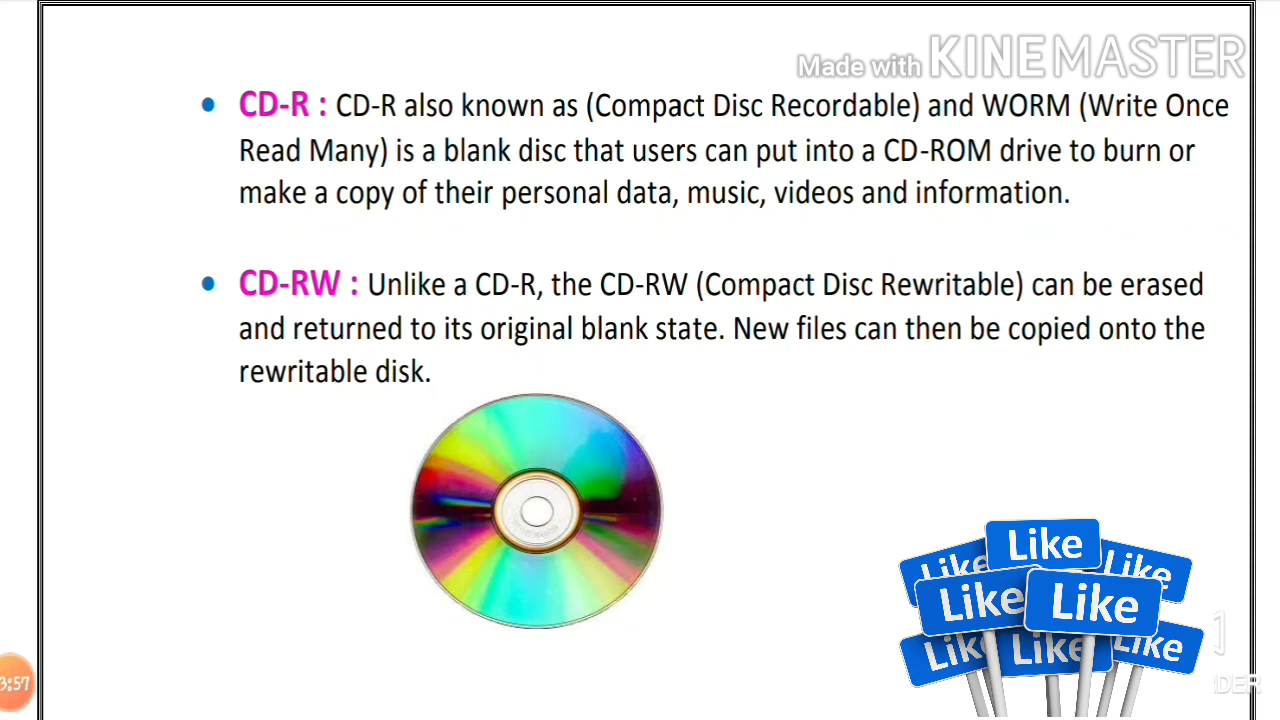 Made with KINEMASTER
CD-R : CD-R also known as (Compact Disc Recordable) and WORM (Write Once
Read Many) is a blank disc that users can put into a CD-ROM drive to burn or
make a copy of their personal data, music, videos and information.
CD-RW : Unlike a CD-R, the CD-RW (Compact Disc Rewritable) can be erased
and returned to its original blank state. New files can then be copied onto the
rewritable disk.
Like
Like Like
Like Like
Like Like Like
3:57